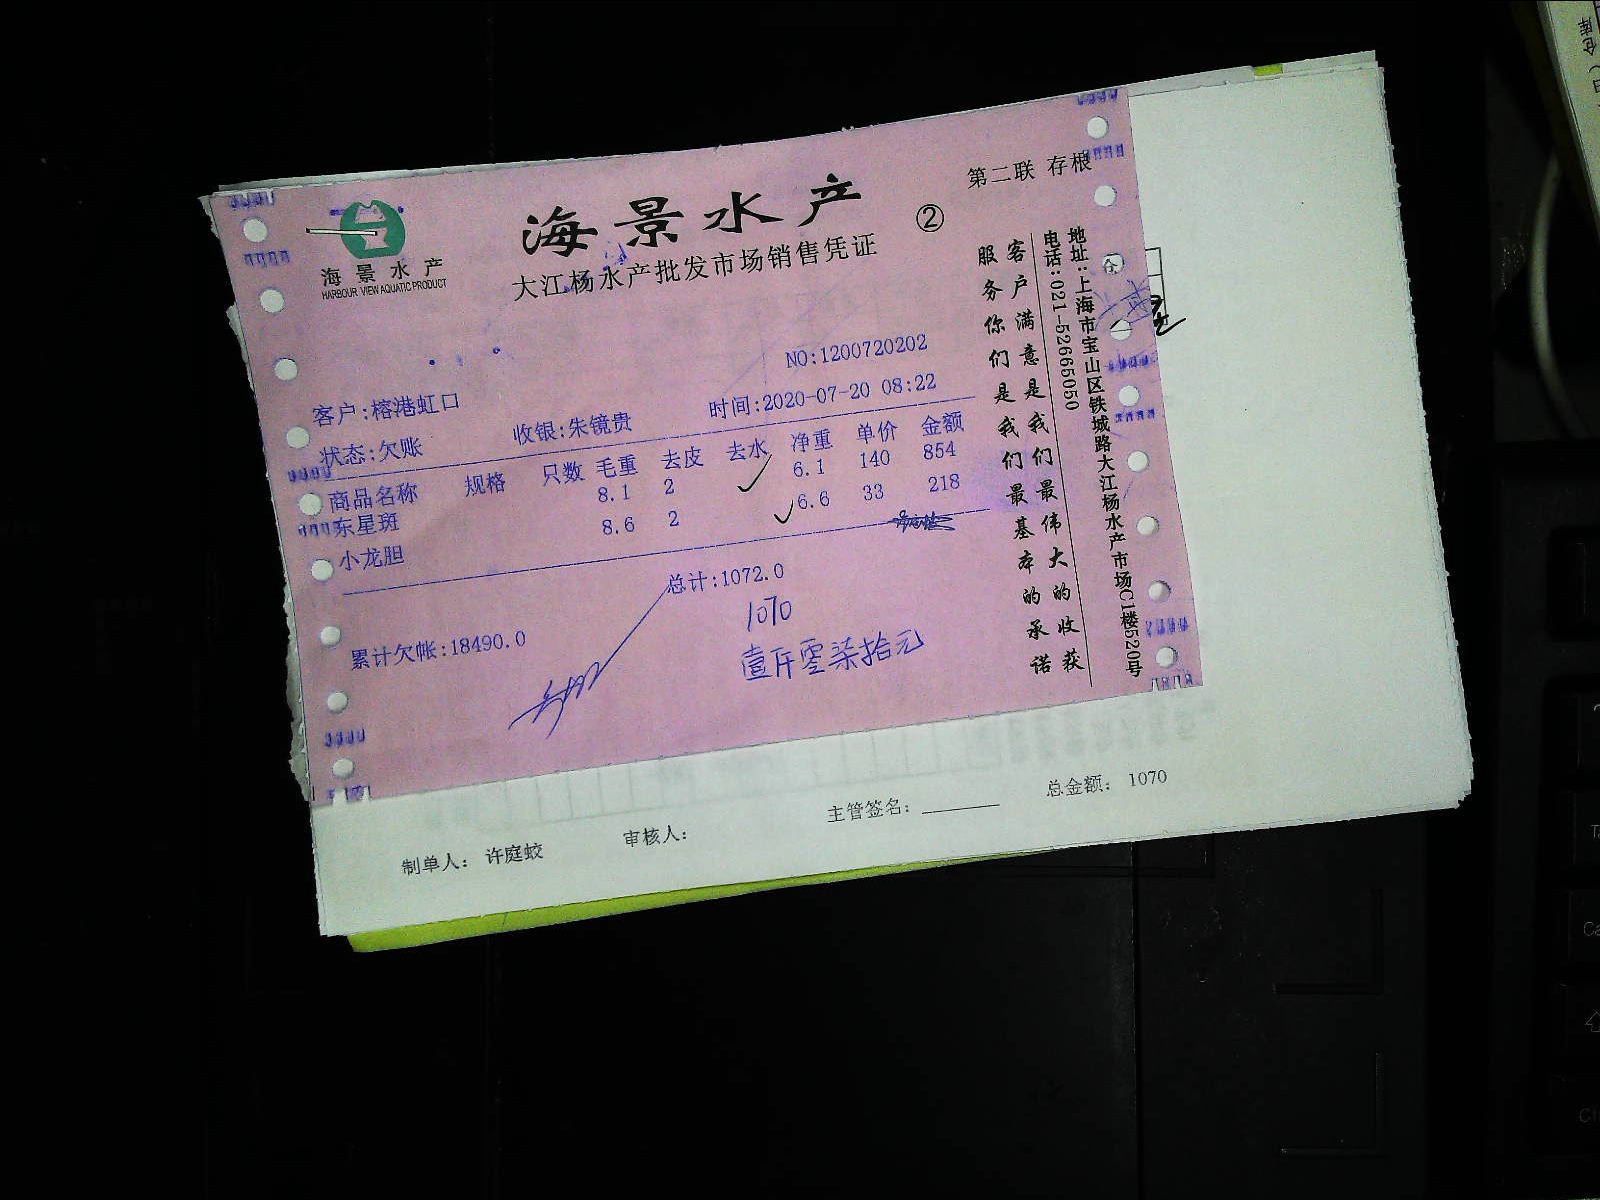 第二联 存根
海景水产
②
海景水产
HARBOUR VIEW AQUATIC PRODUCT
大江杨水产批发市场销售凭证
NO:1200720202
客户:榕港虹口
时间:2020-07-20 08:22
状态:欠账
收银:朱镜贵
商品名称 规格 只数 毛重 去皮 去水 净重 单价 金额
东星斑 8.1 2 6.1 140 854
小龙胆 8.6 2 6.6 33 218
总计:1072.0
1070
累计欠帐:18490.0
壹仟零柒拾元
客户满意是我们最伟大的收获
服务你们是我们最基本的承诺
地址:上海市宝山区铁城路大江杨水产市场C1楼520号
电话:021-52665050
总金额: 1070
主管签名:
审核人:
制单人: 许庭蛟
仓库